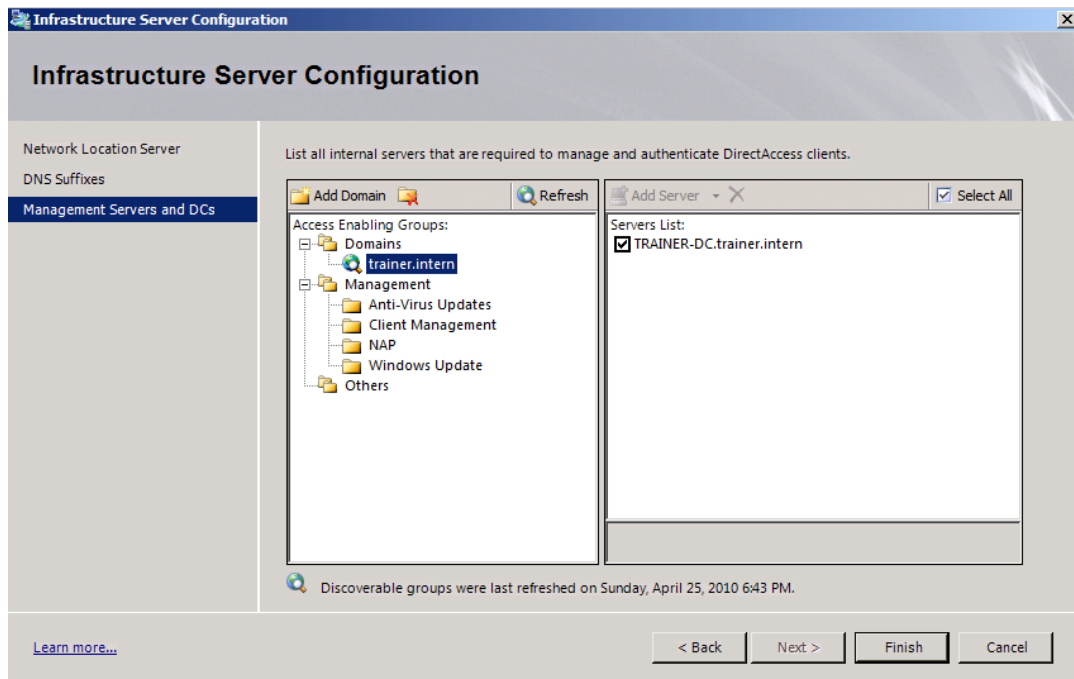 Infrastructure Server Configuration
Infrastructure Server Configuration
Network Location Server
DNS Suffixes
Management Servers and DCs
List all internal servers that are required to manage and authenticate DirectAccess clients.
Add Domain Refresh
Access Enabling Groups:
Domains
trainer.intern
Management
Anti-Virus Updates
Client Management
NAP
Windows Update
Others
Add Server Select All
Servers List:
TRAINER-DC.trainer.intern
Discoverable groups were last refreshed on Sunday, April 25, 2010 6:43 PM.
Learn more...
< Back Next > Finish Cancel